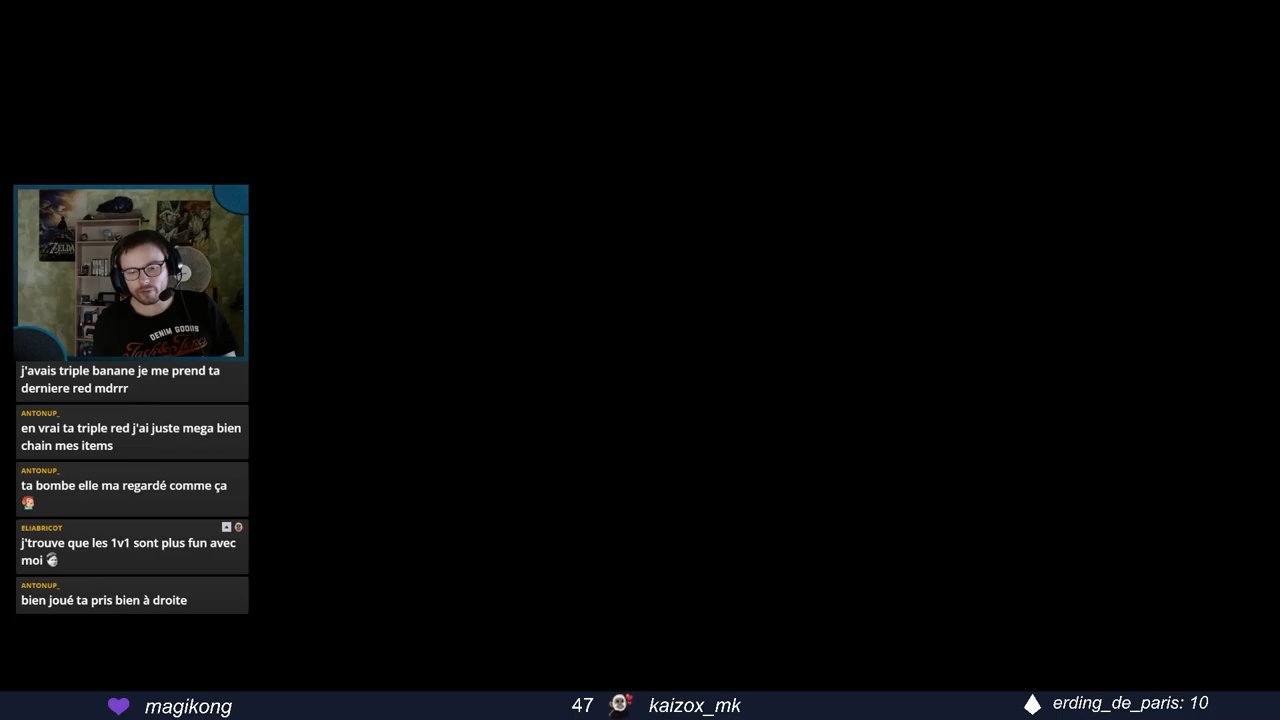 ZELDA
DENIM GOODS
Jack & Jones
j'avais triple banane je me prend ta
derniere red mdrrr
ANTONUP_
en vrai ta triple red j'ai juste mega bien
chain mes items
ANTONUP_
ta bombe elle ma regardé comme ça
ELIABRICOT
j'trouve que les 1v1 sont plus fun avec
moi
ANTONUP_
bien joué ta pris bien à droite
magikong
47 kaizox_mk
erding_de_paris: 10